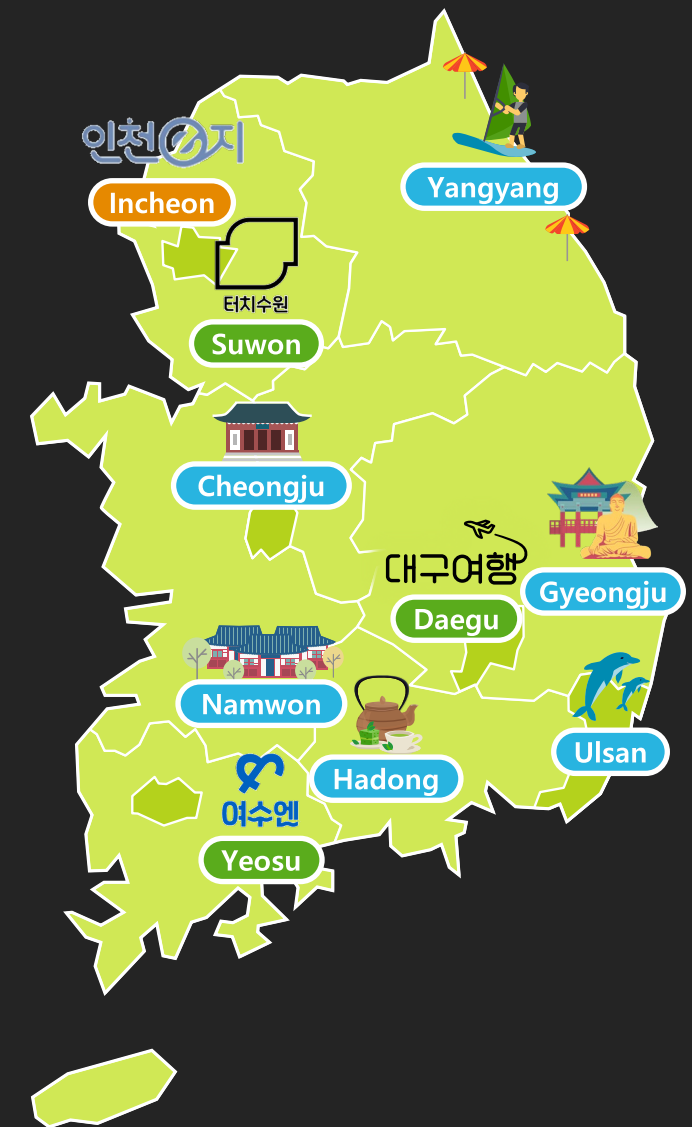 인천e지
Incheon
Yangyang
터치수원
Suwon
Cheongju
대구여행
Daegu
Gyeongju
Namwon
Hadong
Ulsan
여수엔
Yeosu